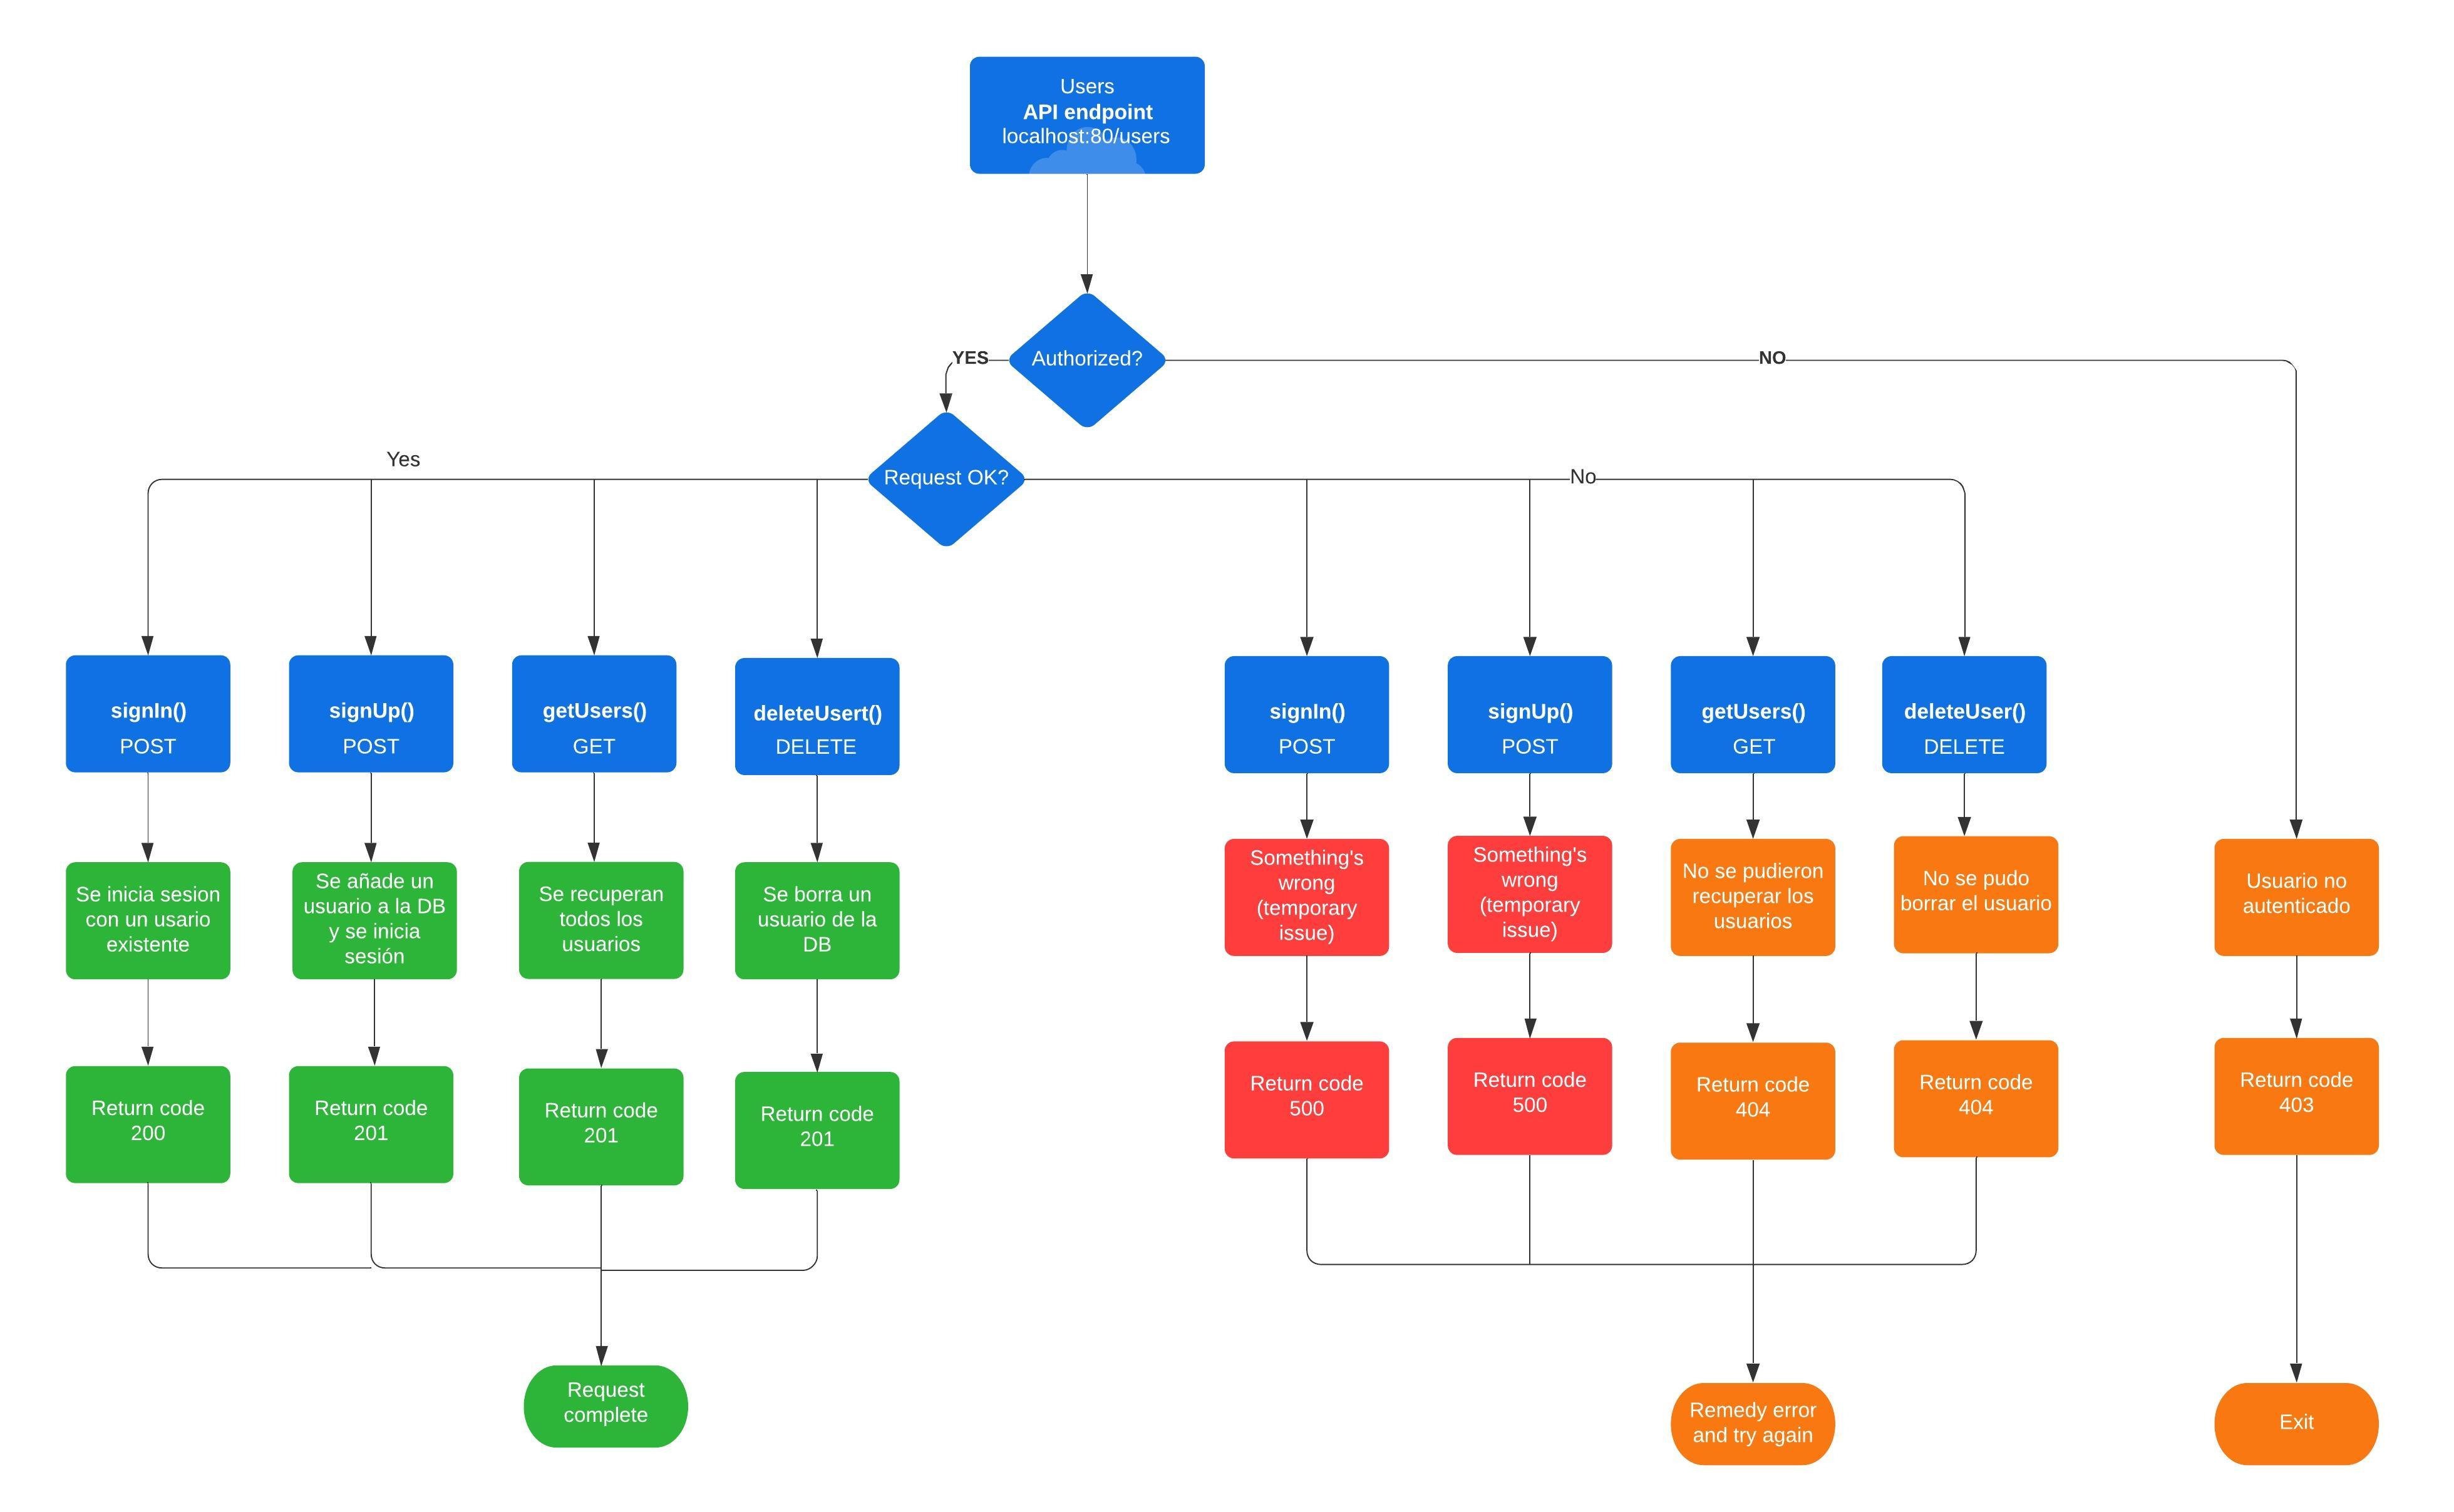 Users
API endpoint
localhost:80/users
Authorized?
YES
NO
Request OK?
Yes
No
signIn()
POST
signUp()
POST
getUsers()
GET
deleteUsert()
DELETE
signIn()
POST
signUp()
POST
getUsers()
GET
deleteUser()
DELETE
Se inicia sesion
con un usario
existente
Se añade un
usuario a la DB
y se inicia
sesión
Se recuperan
todos los
usuarios
Se borra un
usuario de la
DB
Something's
wrong
(temporary
issue)
Something's
wrong
(temporary
issue)
No se pudieron
recuperar los
usuarios
No se pudo
borrar el usuario
Usuario no
autenticado
Return code
200
Return code
201
Return code
201
Return code
201
Return code
500
Return code
500
Return code
404
Return code
404
Return code
403
Request
complete
Remedy error
and try again
Exit